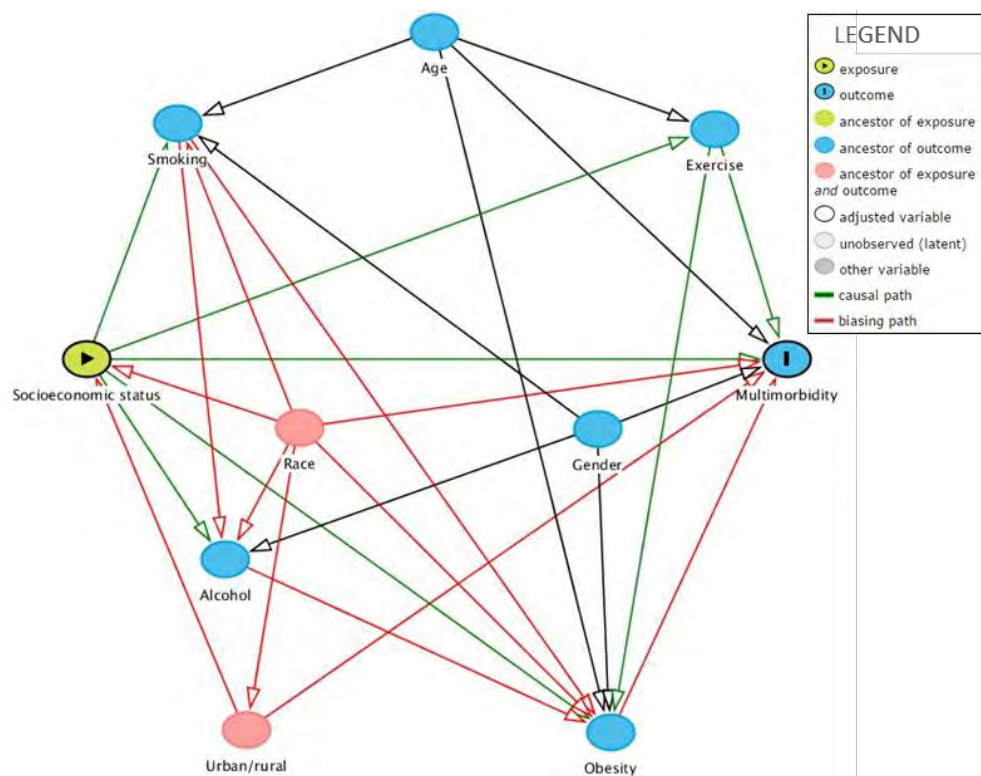 LEGEND
exposure
outcome
ancestor of exposure
ancestor of outcome
ancestor of exposure
and outcome
adjusted variable
unobserved (latent)
other variable
causal path
biasing path
Age
Smoking
Exercise
Socioeconomic status
Multimorbidity
Race
Gender
Alcohol
Urban/rural
Obesity